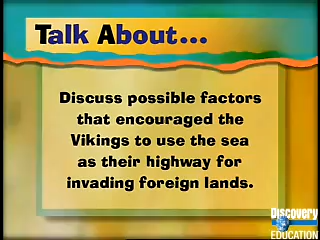 Talk About...
Discuss possible factors
that encouraged the
Vikings to use the sea
as their highway for
invading foreign lands.
Discovery
EDUCATION